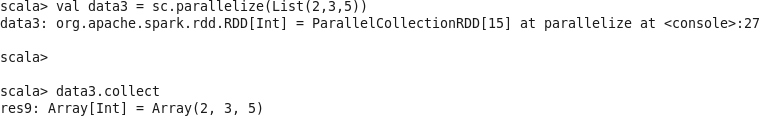 scala> val data3 = sc.parallelize(List(2,3,5))
data3: org.apache.spark.rdd.RDD[Int] = ParallelCollectionRDD[15] at parallelize at <console>:27
scala>
scala> data3.collect
res9: Array[Int] = Array(2, 3, 5)